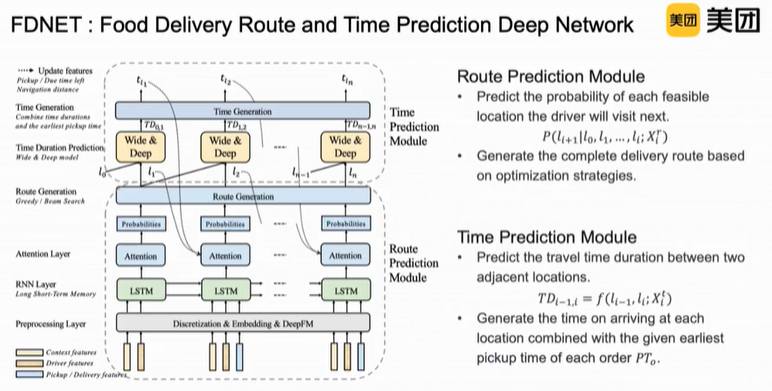 FDNET : Food Delivery Route and Time Prediction Deep Network
美团 美团
Update features
Pickup / Due time left
Navigation distance
Time Generation
Combine time durations
and the earliest pickup time
Time Duration Prediction
Wide & Deep model
Route Generation
Greedy / Beam Search
Attention Layer
RNN Layer
Long Short-Term Memory
Preprocessing Layer
Context features
Driver features
Pickup / Delivery features
t_{l_1} t_{l_2} t_{l_n}
Time Generation
TD_{0,1} TD_{1,2} TD_{n-1,n}
Wide & Deep Wide & Deep Wide & Deep
l_0 l_1 l_2 l_{n-1} l_n
Route Generation
Probabilities Probabilities Probabilities
Attention Attention Attention
LSTM LSTM LSTM
Discretization & Embedding & DeepFM
Time
Prediction
Module
Route
Prediction
Module
Route Prediction Module
• Predict the probability of each feasible
location the driver will visit next.
P(l_{i+1}|l_0, l_1, …, l_i; X_i^r)
• Generate the complete delivery route based
on optimization strategies.
Time Prediction Module
• Predict the travel time duration between two
adjacent locations.
TD_{i-1,i} = f(l_{i-1}, l_i; X_i^t)
• Generate the time on arriving at each
location combined with the given earliest
pickup time of each order PT_o.